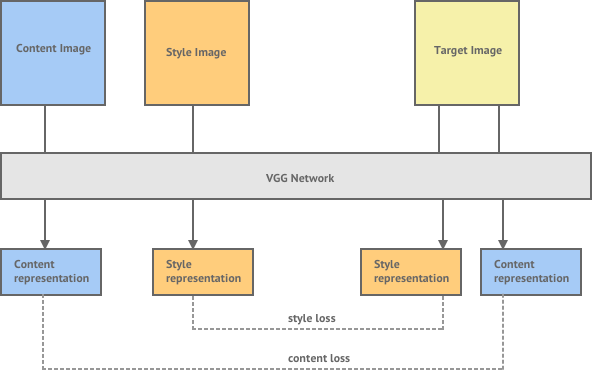 Content Image
Style Image
Target Image
VGG Network
Content
representation
Style
representation
Style
representation
Content
representation
style loss
content loss